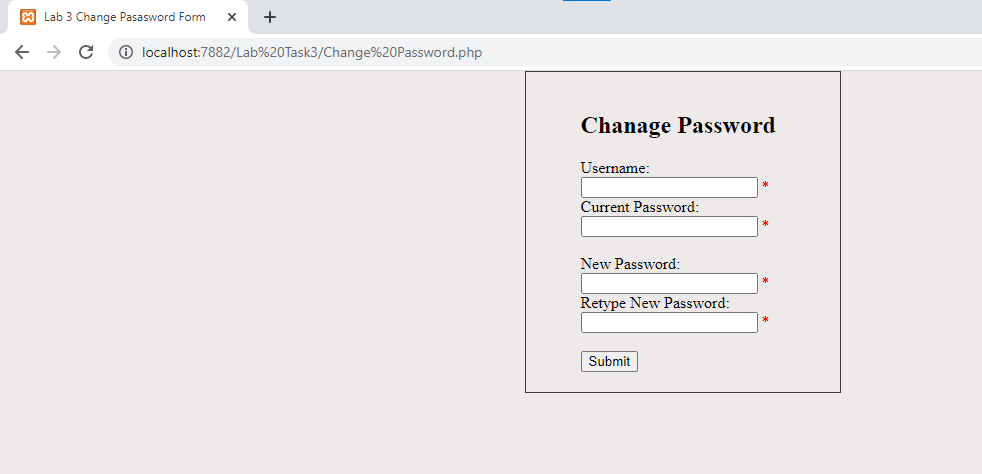 Lab 3 Change Pasasword Form
localhost:7882/Lab%20Task3/Change%20Password.php
Chanage Password
Username:
*
Current Password:
*
New Password:
*
Retype New Password:
*
Submit